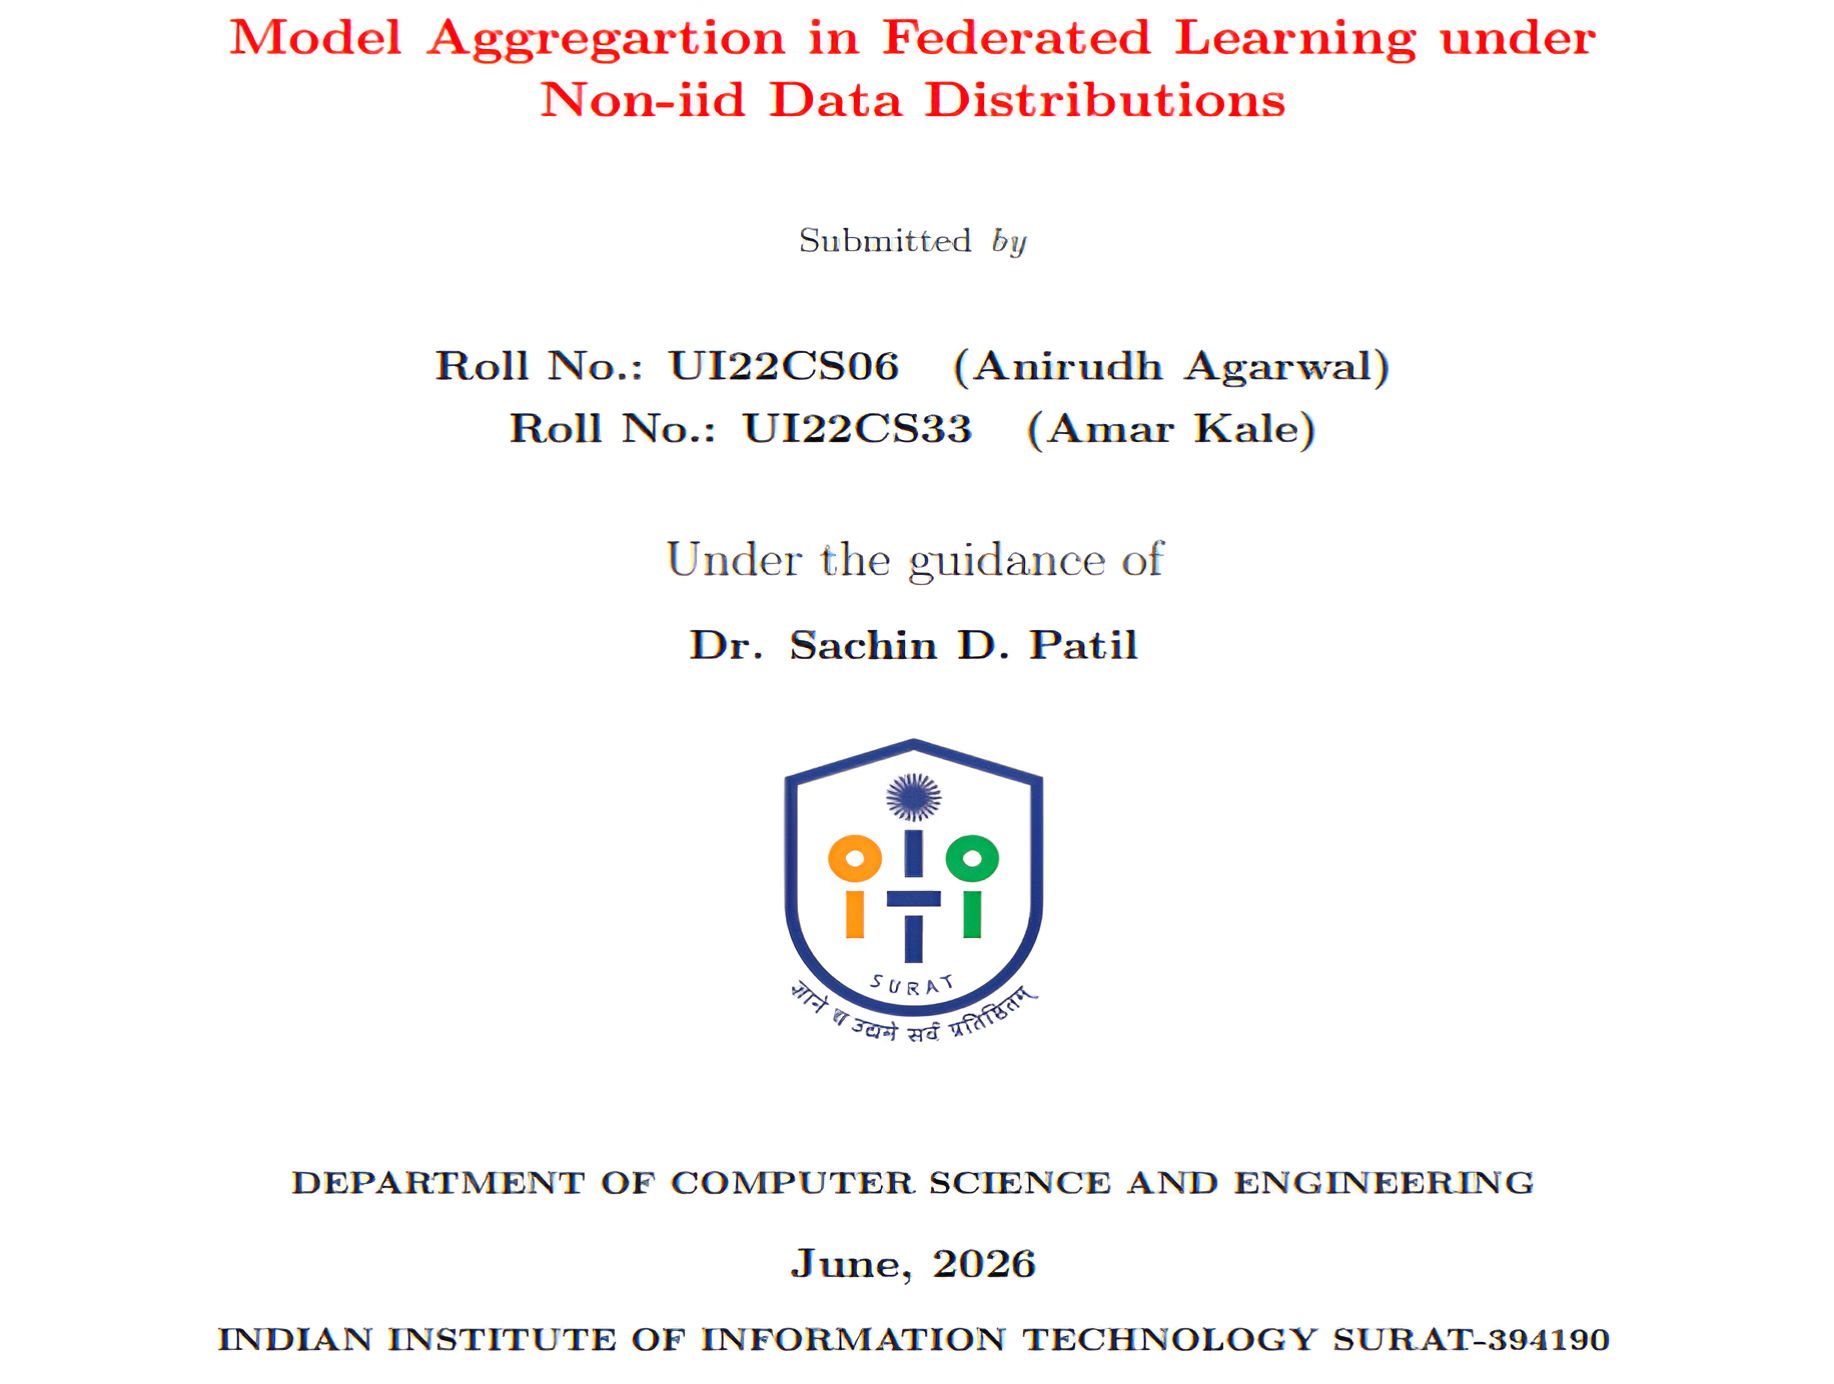 Model Aggregartion in Federated Learning under
Non-iid Data Distributions
Submitted by
Roll No.: UI22CS06 (Anirudh Agarwal)
Roll No.: UI22CS33 (Amar Kale)
Under the guidance of
Dr. Sachin D. Patil
SURAT
ज्ञाने च उद्यमे सर्वं प्रतिष्ठितम्
DEPARTMENT OF COMPUTER SCIENCE AND ENGINEERING
June, 2026
INDIAN INSTITUTE OF INFORMATION TECHNOLOGY SURAT-394190